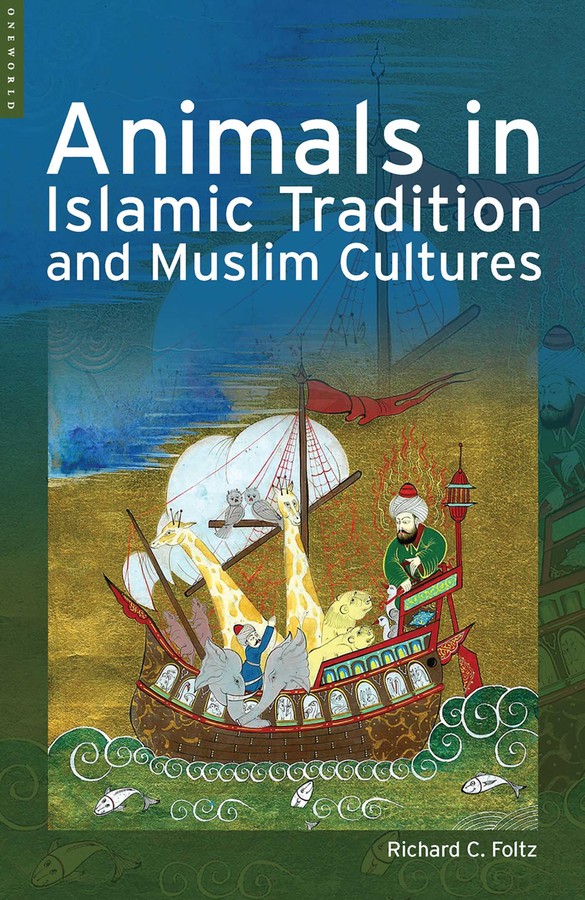 ONEWORLD
Animals in
Islamic Tradition
and Muslim Cultures
Richard C. Foltz